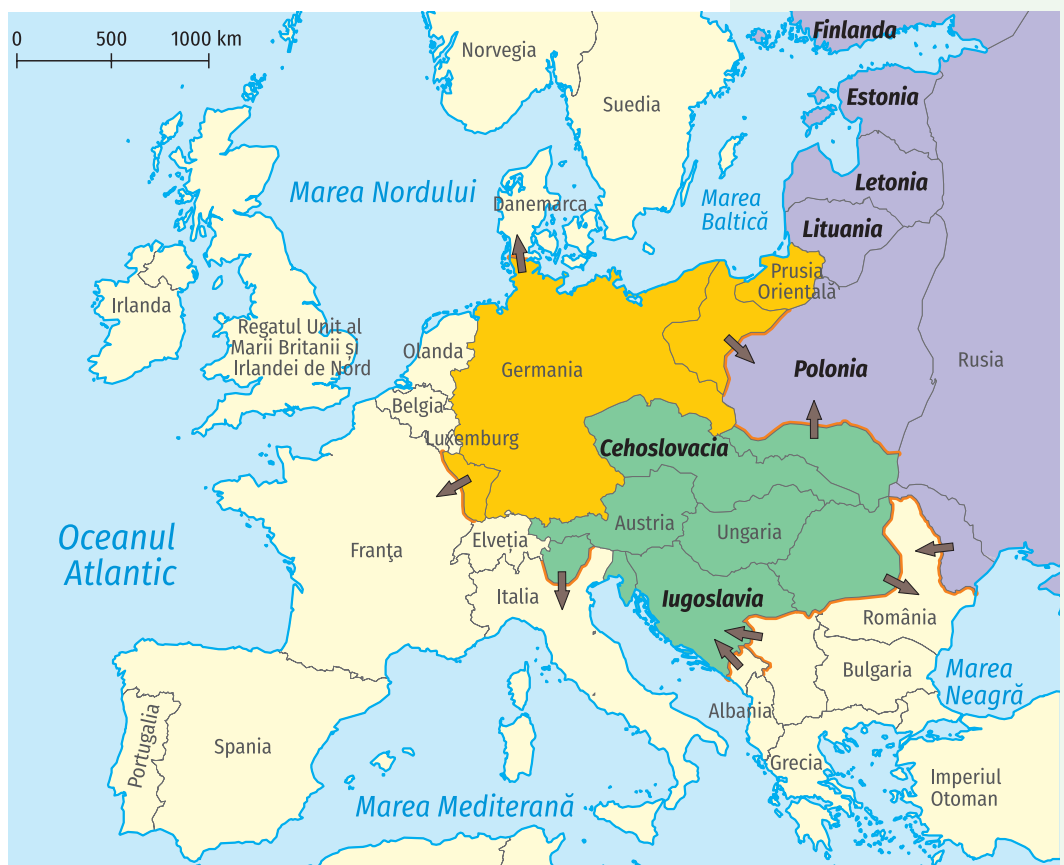 0 500 1000 km
Norvegia
Finlanda
Suedia
Estonia
Letonia
Marea Nordului
Danemarca
Marea
Baltică
Lituania
Prusia
Orientală
Irlanda
Regatul Unit al
Marii Britanii și
Irlandei de Nord
Olanda
Germania
Polonia
Rusia
Belgia
Luxemburg
Cehoslovacia
Oceanul
Atlantic
Franţa
Elveția
Austria
Ungaria
Italia
Iugoslavia
România
Bulgaria
Marea
Neagră
Albania
Portugalia
Spania
Grecia
Imperiul
Otoman
Marea Mediterană